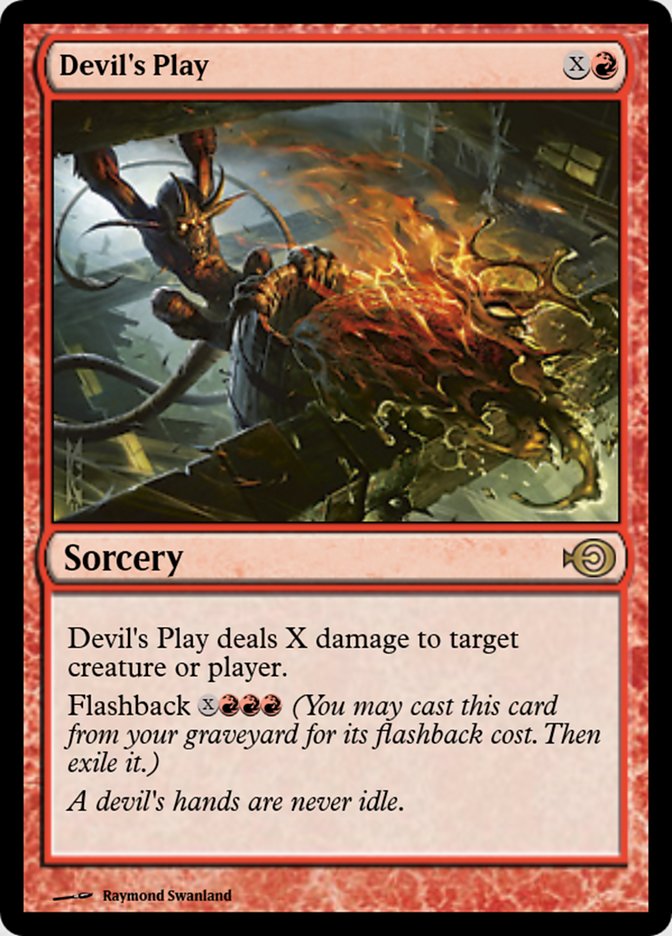 Devil's Play X
Sorcery
Devil's Play deals X damage to target
creature or player.
Flashback X (You may cast this card
from your graveyard for its flashback cost. Then
exile it.)
A devil's hands are never idle.
Raymond Swanland